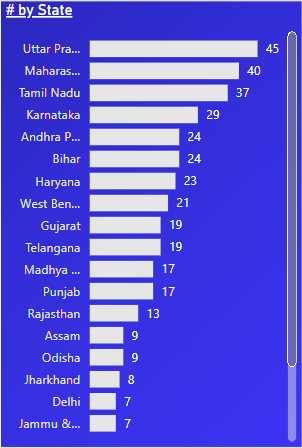 # by State
Uttar Pra... 45
Maharas... 40
Tamil Nadu 37
Karnataka 29
Andhra P... 24
Bihar 24
Haryana 23
West Ben... 21
Gujarat 19
Telangana 19
Madhya ... 17
Punjab 17
Rajasthan 13
Assam 9
Odisha 9
Jharkhand 8
Delhi 7
Jammu &... 7